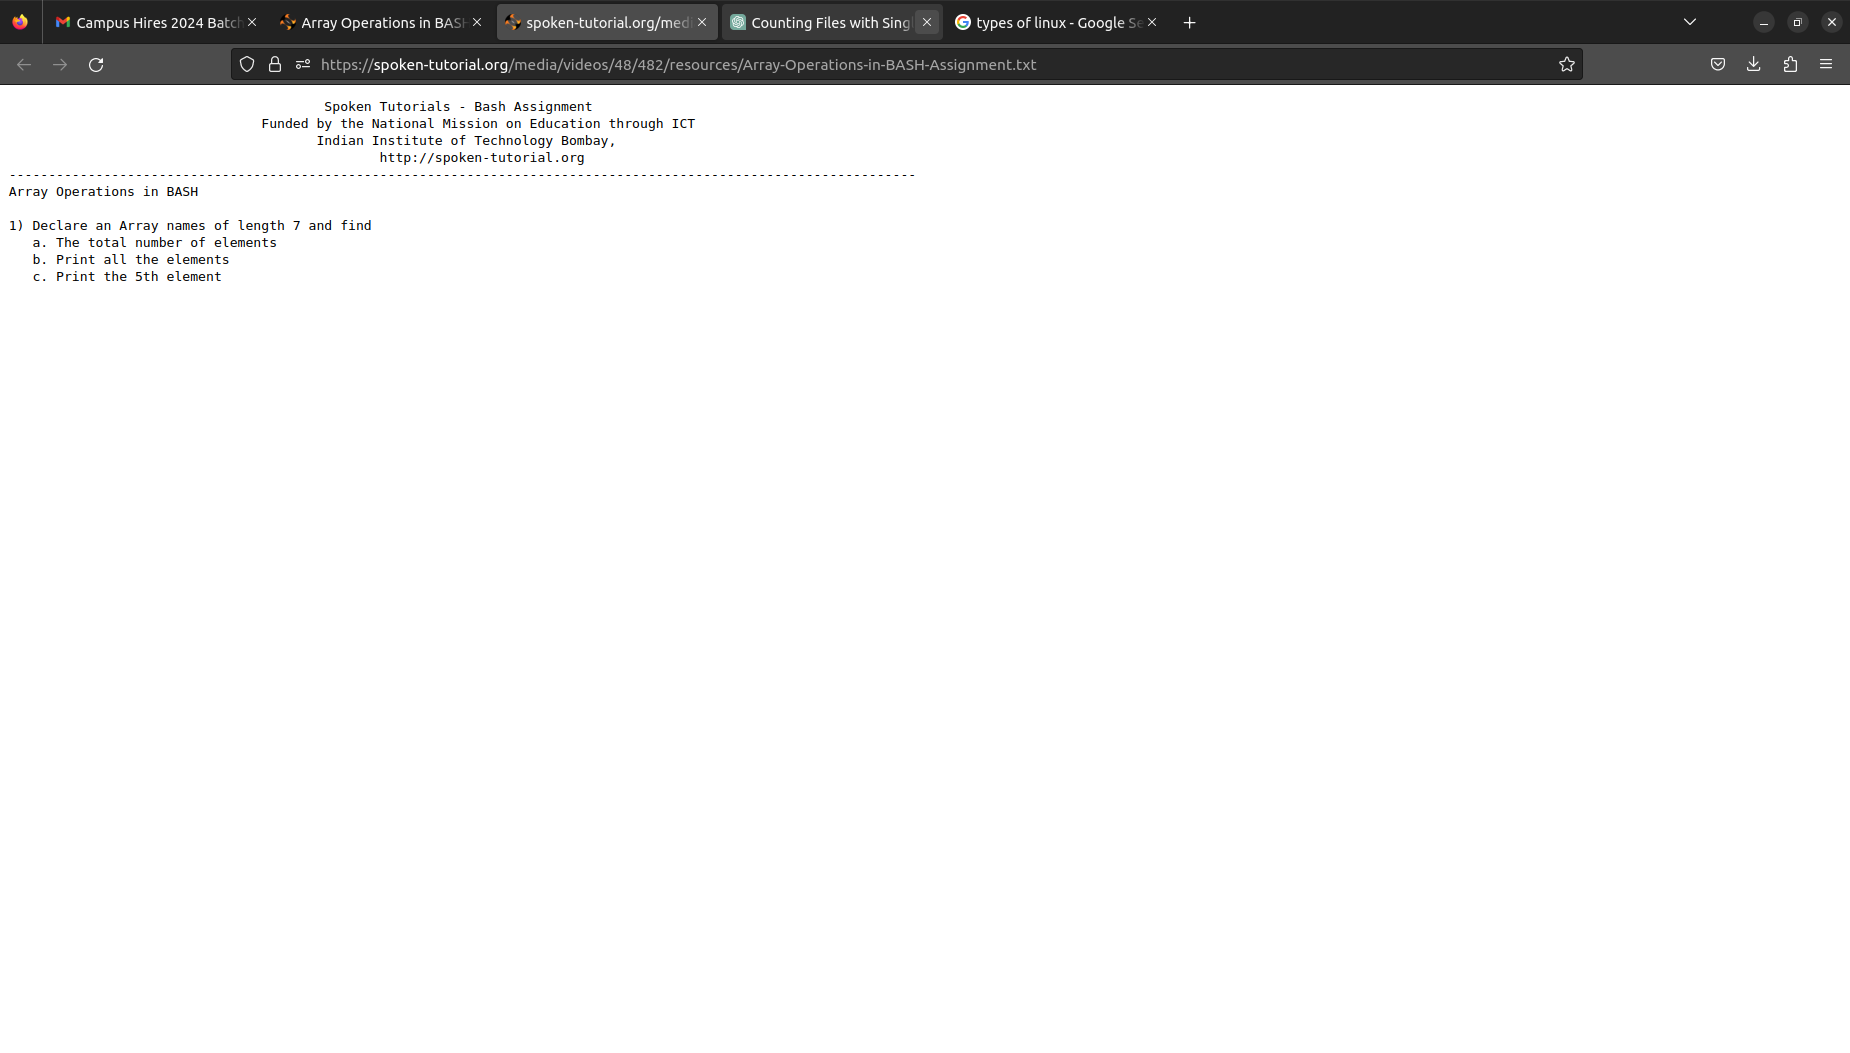 Campus Hires 2024 Batch
Array Operations in BASH
spoken-tutorial.org/med
Counting Files with Sing
types of linux - Google Se
https://spoken-tutorial.org/media/videos/48/482/resources/Array-Operations-in-BASH-Assignment.txt
Spoken Tutorials - Bash Assignment
Funded by the National Mission on Education through ICT
Indian Institute of Technology Bombay,
http://spoken-tutorial.org
-------------------------------------------------------------------------------------------------------------------
Array Operations in BASH
1) Declare an Array names of length 7 and find
a. The total number of elements
b. Print all the elements
c. Print the 5th element